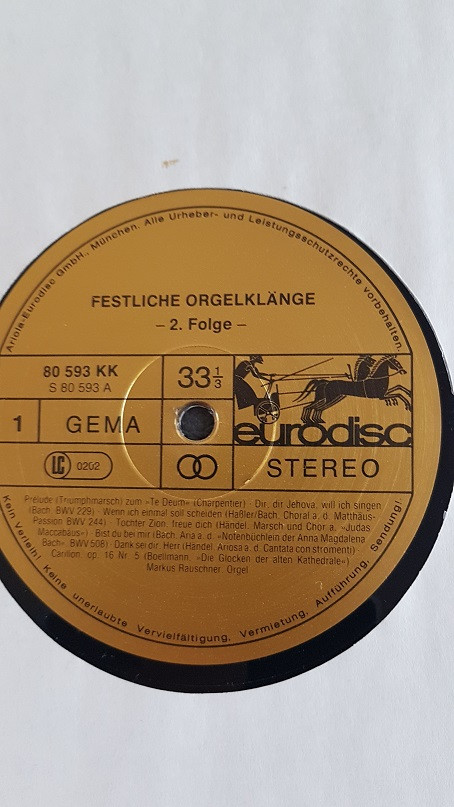 Ariola-Eurodisc GmbH., München. Alle Urheber- und Leistungsschutzrechte vorbehalten.
FESTLICHE ORGELKLÄNGE
– 2. Folge –
80 593 KK
S 80 593 A
33 1/3
1
GEMA
eurodisc
LC 0202
STEREO
Prélude (Triumphmarsch) zum »Te Deum« (Charpentier) · Dir, dir Jehova, will ich singen
(Bach, BWV 229) · Wenn ich einmal soll scheiden (Haßler/Bach, Choral a. d. Matthäus-
Passion BWV 244) · Tochter Zion, freue dich (Händel, Marsch und Chor a. »Judas
Maccabäus«) · Bist du bei mir (Bach, Aria a. d. »Notenbüchlein der Anna Magdalena
Bach« BWV 508) · Dank sei dir, Herr (Händel, Ariosa a. d. Cantata con stromenti)
Carillon, op. 16 Nr. 5 (Boellmann, »Die Glocken der alten Kathedrale«)
Markus Rauschner, Orgel
Kein Verleih! Keine unerlaubte Vervielfältigung, Vermietung, Aufführung, Sendung!